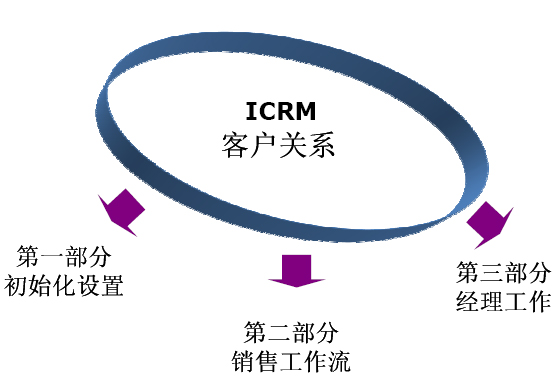 ICRM
客户关系
第一部分
初始化设置
第二部分
销售工作流
第三部分
经理工作